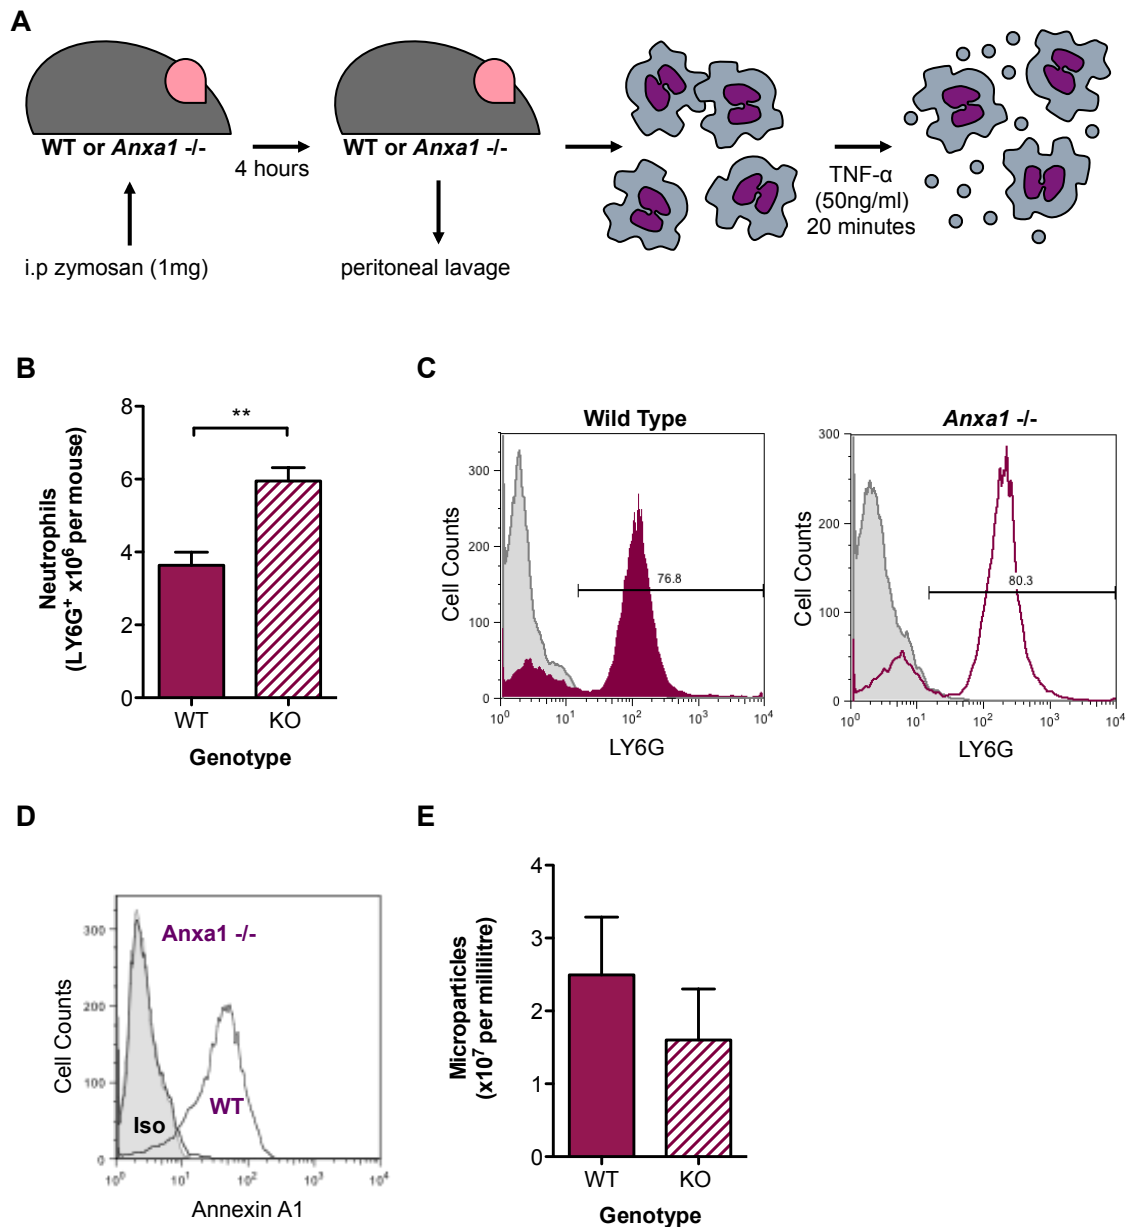 A
WT or Anxa1 -/-
4 hours
WT or Anxa1 -/-
TNF-α
(50ng/ml)
20 minutes
i.p zymosan (1mg)
peritoneal lavage
B
Neutrophils
(LY6G⁺ x10⁶ per mouse)
8
6
4
2
0
**
WT
KO
Genotype
C
Wild Type
Cell Counts
300
200
100
0
76.8
10⁰ 10¹ 10² 10³ 10⁴
LY6G
Anxa1 -/-
Cell Counts
300
200
100
0
80.3
10⁰ 10¹ 10² 10³ 10⁴
LY6G
D
Cell Counts
300
200
100
0
Anxa1 -/-
WT
Iso
10⁰ 10¹ 10² 10³ 10⁴
Annexin A1
E
Microparticles
(x10⁷ per millilitre)
4
3
2
1
0
WT
KO
Genotype